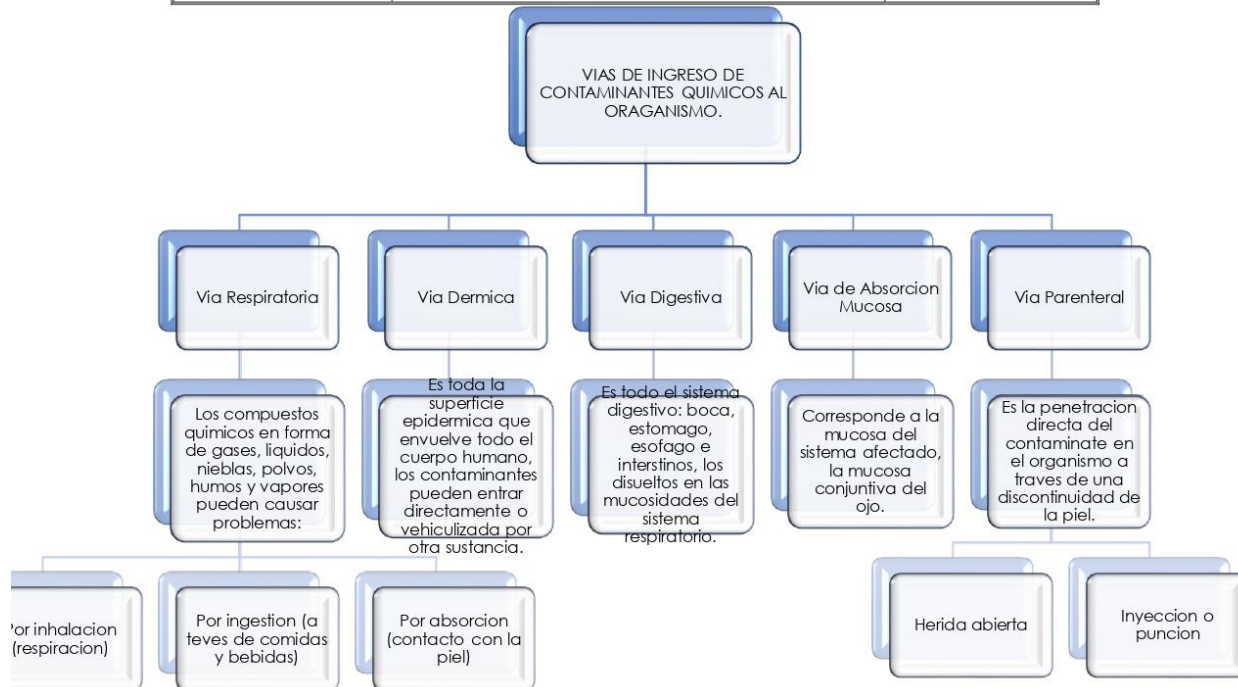 VIAS DE INGRESO DE
CONTAMINANTES QUIMICOS AL
ORAGANISMO.
Via Respiratoria
Via Dermica
Via Digestiva
Via de Absorcion
Mucosa
Via Parenteral
Los compuestos
quimicos en forma
de gases, liquidos,
nieblas, polvos,
humos y vapores
pueden causar
problemas:
Es toda la
superficie
epidermica que
envuelve todo el
cuerpo humano,
los contaminantes
pueden entrar
directamente o
vehiculizada por
otra sustancia.
Es todo el sistema
digestivo: boca,
estomago,
esofago e
interstinos, los
disueltos en las
mucosidades del
sistema
respiratorio.
Corresponde a la
mucosa del
sistema afectado,
la mucosa
conjuntiva del
ojo.
Es la penetracion
directa del
contaminate en
el organismo a
traves de una
discontinuidad de
la piel.
Por inhalacion
(respiracion)
Por ingestion (a
teves de comidas
y bebidas)
Por absorcion
(contacto con la
piel)
Herida abierta
Inyeccion o
puncion